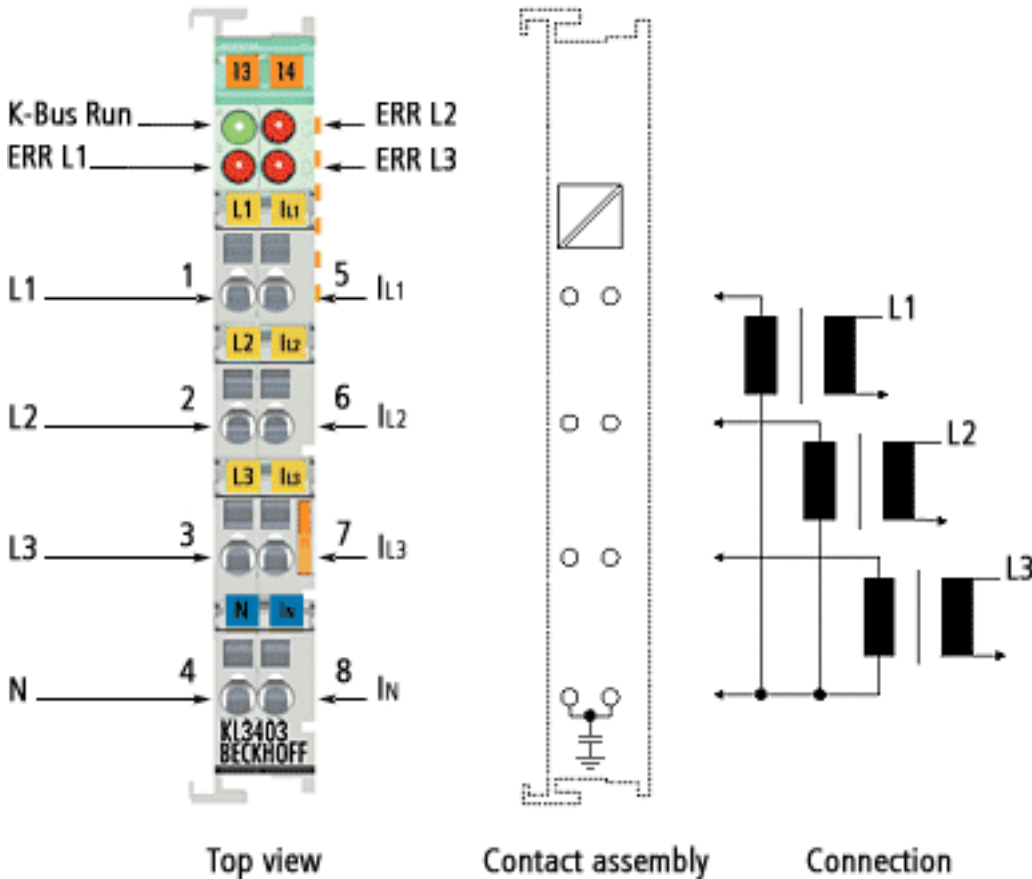 13 14
K-Bus Run
ERR L2
ERR L1
ERR L3
L1 IL1
L1 1 5 IL1
L1
L2 IL2
L2 2 6 IL2
L2
L3 IL3
L3 3 7 IL3
L3
N IN
N 4 8 IN
KL3403
BECKHOFF
Top view
Contact assembly
Connection